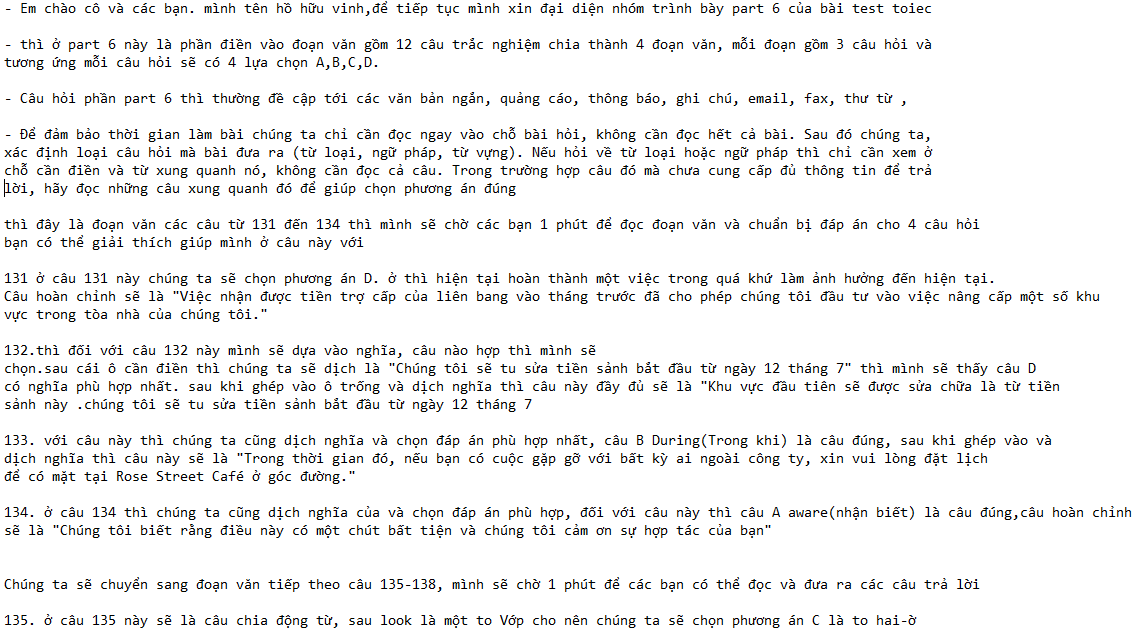 - Em chào cô và các bạn. mình tên hồ hữu vinh,để tiếp tục mình xin đại diện nhóm trình bày part 6 của bài test toiec
- thì ở part 6 này là phần điền vào đoạn văn gồm 12 câu trắc nghiệm chia thành 4 đoạn văn, mỗi đoạn gồm 3 câu hỏi và
tương ứng mỗi câu hỏi sẽ có 4 lựa chọn A,B,C,D.
- Câu hỏi phần part 6 thì thường đề cập tới các văn bản ngắn, quảng cáo, thông báo, ghi chú, email, fax, thư từ ,
- Để đảm bảo thời gian làm bài chúng ta chỉ cần đọc ngay vào chỗ bài hỏi, không cần đọc hết cả bài. Sau đó chúng ta,
xác định loại câu hỏi mà bài đưa ra (từ loại, ngữ pháp, từ vựng). Nếu hỏi về từ loại hoặc ngữ pháp thì chỉ cần xem ở
chỗ cần điền và từ xung quanh nó, không cần đọc cả câu. Trong trường hợp câu đó mà chưa cung cấp đủ thông tin để trả
lời, hãy đọc những câu xung quanh đó để giúp chọn phương án đúng
thì đây là đoạn văn các câu từ 131 đến 134 thì mình sẽ chờ các bạn 1 phút để đọc đoạn văn và chuẩn bị đáp án cho 4 câu hỏi
bạn có thể giải thích giúp mình ở câu này với
131 ở câu 131 này chúng ta sẽ chọn phương án D. ở thì hiện tại hoàn thành một việc trong quá khứ làm ảnh hưởng đến hiện tại.
Câu hoàn chỉnh sẽ là "Việc nhận được tiền trợ cấp của liên bang vào tháng trước đã cho phép chúng tôi đầu tư vào việc nâng cấp một số khu
vực trong tòa nhà của chúng tôi."
132.thì đối với câu 132 này mình sẽ dựa vào nghĩa, câu nào hợp thì mình sẽ
chọn.sau cái ô cần điền thì chúng ta sẽ dịch là "Chúng tôi sẽ tu sửa tiền sảnh bắt đầu từ ngày 12 tháng 7" thì mình sẽ thấy câu D
có nghĩa phù hợp nhất. sau khi ghép vào ô trống và dịch nghĩa thì câu này đầy đủ sẽ là "Khu vực đầu tiên sẽ được sửa chữa là từ tiền
sảnh này .chúng tôi sẽ tu sửa tiền sảnh bắt đầu từ ngày 12 tháng 7
133. với câu này thì chúng ta cũng dịch nghĩa và chọn đáp án phù hợp nhất, câu B During(Trong khi) là câu đúng, sau khi ghép vào và
dịch nghĩa thì câu này sẽ là "Trong thời gian đó, nếu bạn có cuộc gặp gỡ với bất kỳ ai ngoài công ty, xin vui lòng đặt lịch
để có mặt tại Rose Street Café ở góc đường."
134. ở câu 134 thì chúng ta cũng dịch nghĩa của và chọn đáp án phù hợp, đối với câu này thì câu A aware(nhận biết) là câu đúng,câu hoàn chỉnh
sẽ là "Chúng tôi biết rằng điều này có một chút bất tiện và chúng tôi cảm ơn sự hợp tác của bạn"
Chúng ta sẽ chuyển sang đoạn văn tiếp theo câu 135-138, mình sẽ chờ 1 phút để các bạn có thể đọc và đưa ra các câu trả lời
135. ở câu 135 này sẽ là câu chia động từ, sau look là một to Vớp cho nên chúng ta sẽ chọn phương án C là to hai-ờ